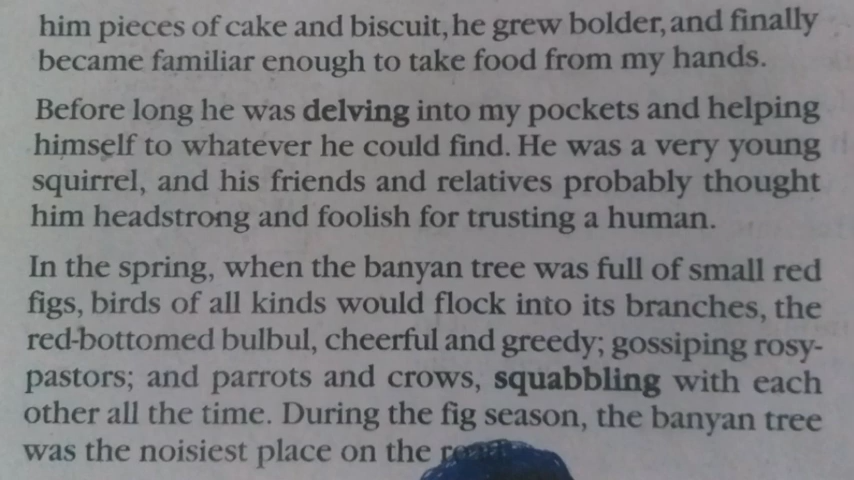 him pieces of cake and biscuit, he grew bolder, and finally
became familiar enough to take food from my hands.
Before long he was delving into my pockets and helping
himself to whatever he could find. He was a very young
squirrel, and his friends and relatives probably thought
him headstrong and foolish for trusting a human.
In the spring, when the banyan tree was full of small red
figs, birds of all kinds would flock into its branches, the
red-bottomed bulbul, cheerful and greedy; gossiping rosy-
pastors; and parrots and crows, squabbling with each
other all the time. During the fig season, the banyan tree
was the noisiest place on the